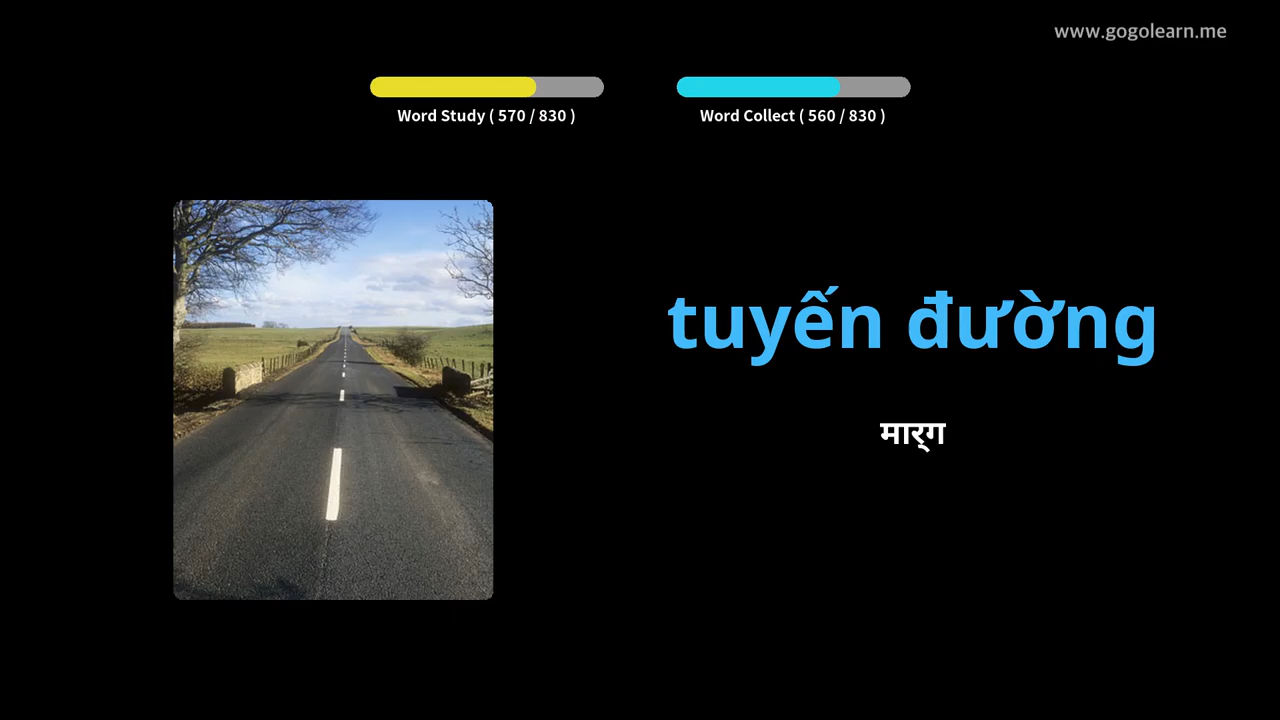 www.gogolearn.me
Word Study ( 570 / 830 )
Word Collect ( 560 / 830 )
tuyến đường
मार्ग